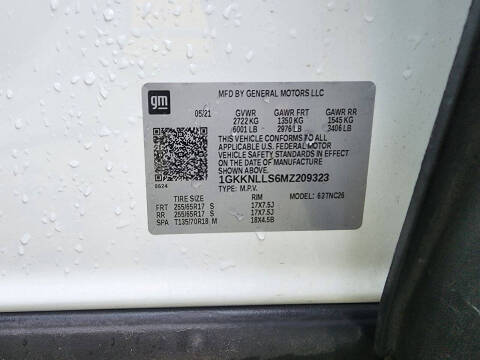 MFD BY GENERAL MOTORS LLC
gm
05/21 GVWR GAWR FRT GAWR RR
2722 KG 1350 KG 1545 KG
6001 LB 2976 LB 3406 LB
THIS VEHICLE CONFORMS TO ALL
APPLICABLE U.S. FEDERAL MOTOR
VEHICLE SAFETY STANDARDS IN EFFECT
ON THE DATE OF MANUFACTURE
SHOWN ABOVE.
1GKKNLLS6MZ209323
0624 TYPE: M.P.V. MODEL: 63TNC26
TIRE SIZE RIM
FRT 255/65R17 S 17X7.5J
RR 255/65R17 S 17X7.5J
SPA T135/70R18 M 18X4.5B